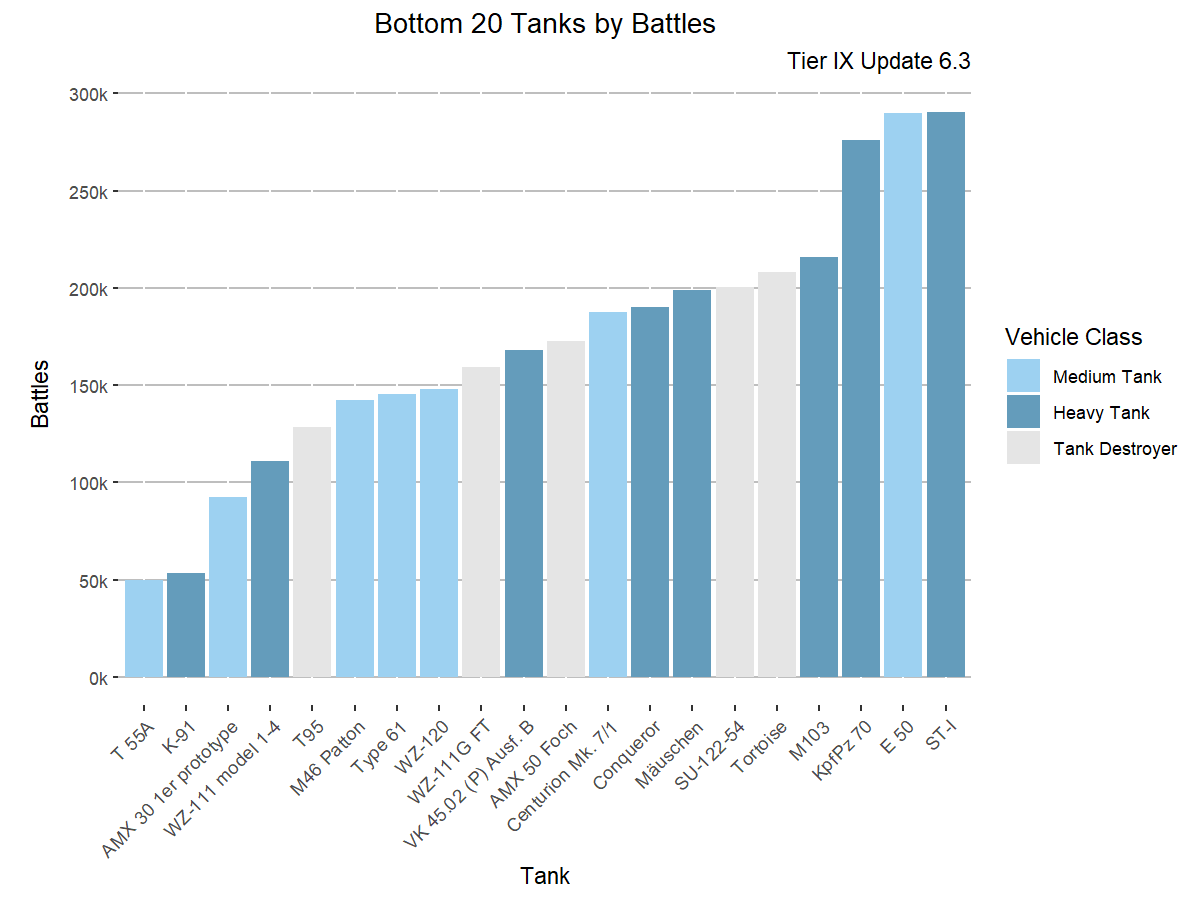 Bottom 20 Tanks by Battles
Tier IX Update 6.3
Battles
300k
250k
200k
150k
100k
50k
0k
T 55A
K-91
AMX 30 1er prototype
WZ-111 model 1-4
T95
M46 Patton
Type 61
WZ-120
WZ-111G FT
VK 45.02 (P) Ausf. B
AMX 50 Foch
Centurion Mk. 7/1
Conqueror
Mäuschen
SU-122-54
Tortoise
M103
KpfPz 70
E 50
ST-I
Tank
Vehicle Class
Medium Tank
Heavy Tank
Tank Destroyer